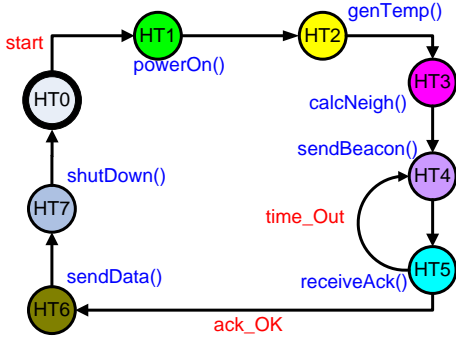 genTemp()
start
HT1
HT2
powerOn()
HT3
HT0
calcNeigh()
sendBeacon()
shutDown()
HT4
HT7
time_Out
HT5
sendData()
receiveAck()
HT6
ack_OK